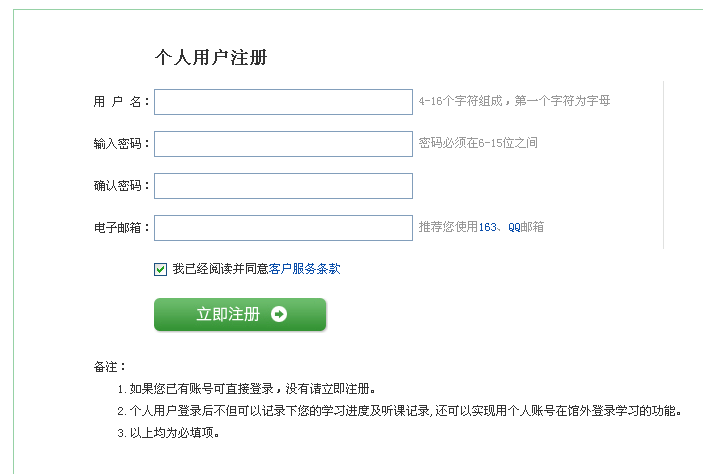 个人用户注册
用 户 名： 4-16个字符组成，第一个字符为字母
输入密码： 密码必须在6-15位之间
确认密码：
电子邮箱： 推荐您使用163、QQ邮箱
我已经阅读并同意客户服务条款
立即注册
备注：
1.如果您已有账号可直接登录，没有请立即注册。
2.个人用户登录后不但可以记录下您的学习进度及听课记录,还可以实现用个人账号在馆外登录学习的功能。
3.以上均为必填项。